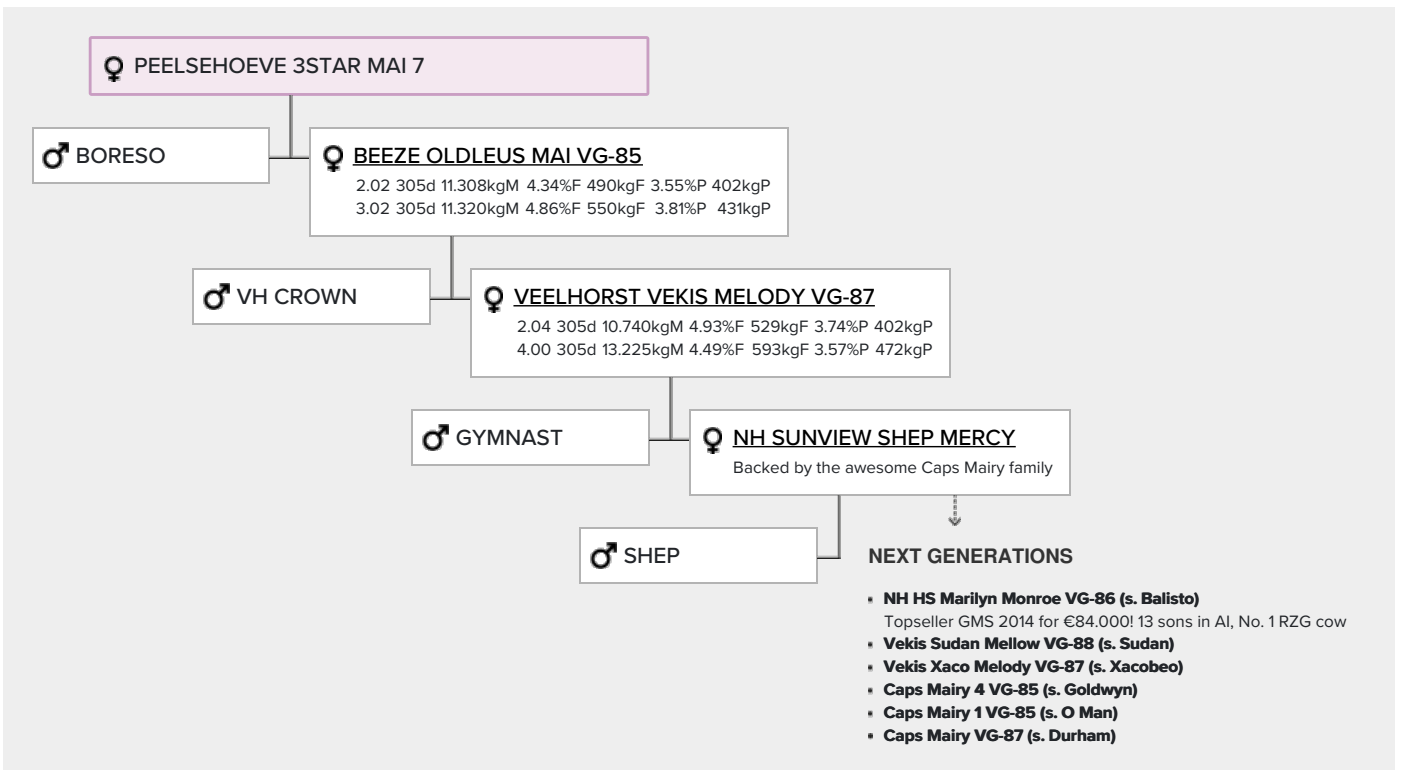 PEELSEHOEVE 3STAR MAI 7
BORESO
BEEZE OLDLEUS MAI VG-85
2.02 305d 11.308kgM 4.34%F 490kgF 3.55%P 402kgP
3.02 305d 11.320kgM 4.86%F 550kgF 3.81%P 431kgP
VH CROWN
VEELHORST VEKIS MELODY VG-87
2.04 305d 10.740kgM 4.93%F 529kgF 3.74%P 402kgP
4.00 305d 13.225kgM 4.49%F 593kgF 3.57%P 472kgP
GYMNAST
NH SUNVIEW SHEP MERCY
Backed by the awesome Caps Mairy family
SHEP
NEXT GENERATIONS
NH HS Marilyn Monroe VG-86 (s. Balisto)
Topseller GMS 2014 for €84.000! 13 sons in AI, No. 1 RZG cow
Vekis Sudan Mellow VG-88 (s. Sudan)
Vekis Xaco Melody VG-87 (s. Xacobeo)
Caps Mairy 4 VG-85 (s. Goldwyn)
Caps Mairy 1 VG-85 (s. O Man)
Caps Mairy VG-87 (s. Durham)